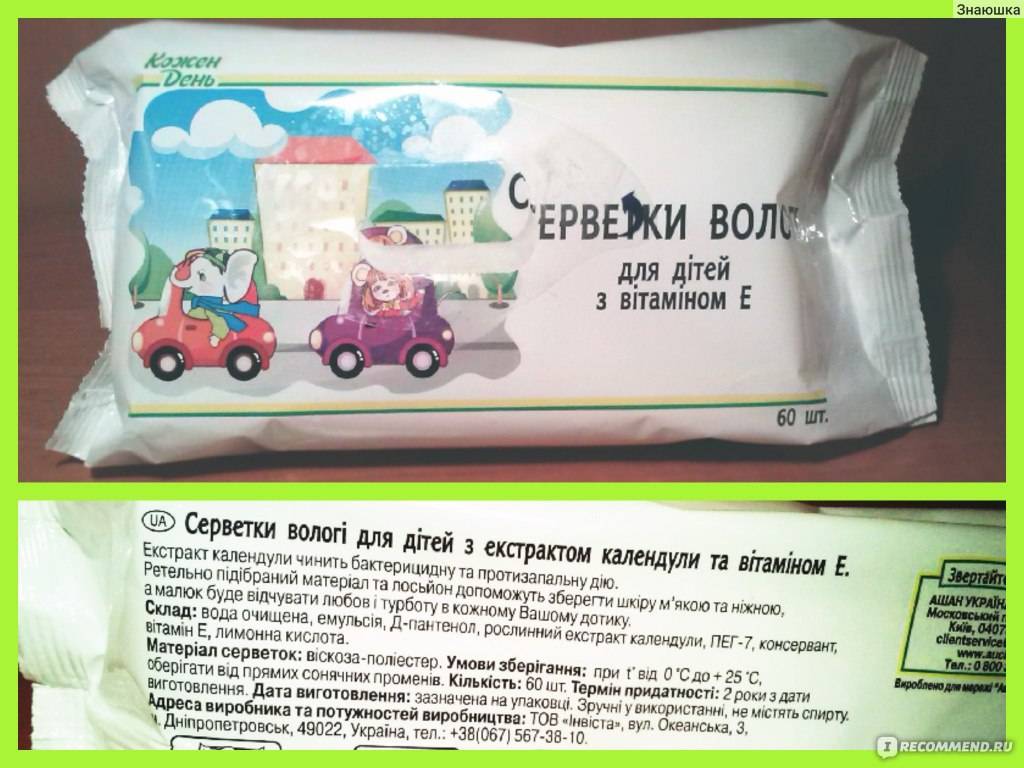 Знаюшка
Кожен
День
СЕРВЕТКИ ВОЛО
для дітей
з вітаміном Е
60 шт.
UA Серветки вологі для дітей з екстрактом календули та вітаміном Е.
Екстракт календули чинить бактерицидну та протизапальну дію.
Ретельно підібраний матеріал та лосьйон допоможуть зберегти шкіру м'якою та ніжною,
а малюк буде відчувати любов і турботу в кожному Вашому дотику.
Склад: вода очищена, емульсія, Д-пантенол, рослинний екстракт календули, ПЕГ-7, консервант,
вітамін Е, лимонна кислота.
Матеріал серветок: віскоза-поліестер. Умови зберігання: при t° від 0 °С до + 25 °С,
оберігати від прямих сонячних променів. Кількість: 60 шт. Термін придатності: 2 роки з дати
виготовлення. Дата виготовлення: зазначена на упаковці. Зручні у використанні, не містять спирту.
Адреса виробника та потужностей виробництва: ТОВ «Інвіста», вул. Океанська, 3,
м. Дніпропетровськ, 49022, Україна, тел.: +38(067) 567-38-10.
Звертайте
АШАН УКРАЇН
Московський п
Київ, 0407
clientservice
www.auc
Тел.: 0 800
Вироблено для мережі "А
IRECOMMEND.RU